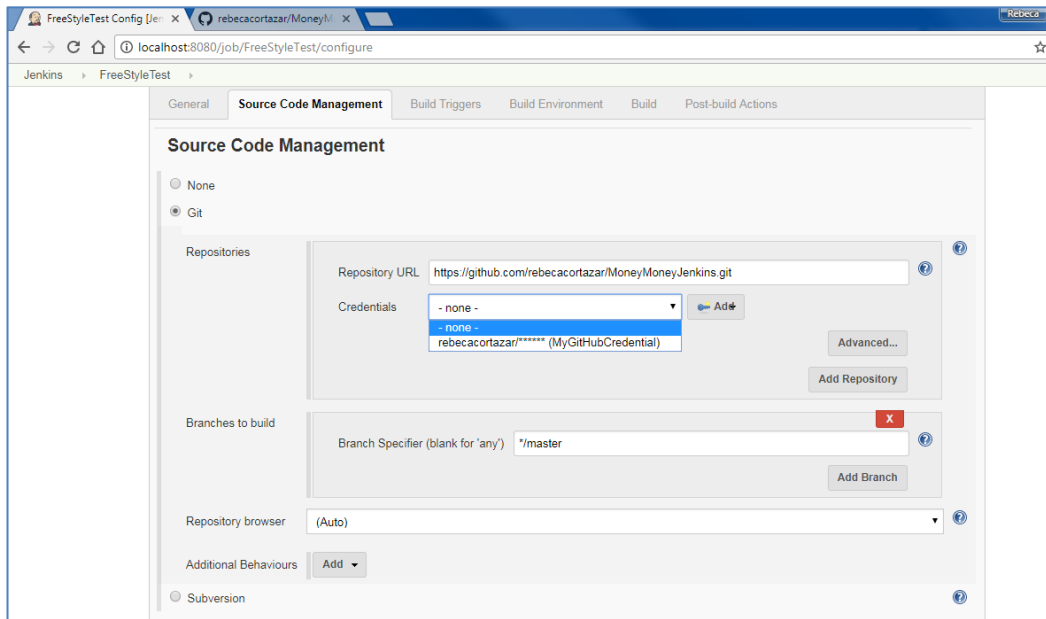 FreeStyleTest Config [Jen
rebecacortazar/MoneyM
Rebeca
localhost:8080/job/FreeStyleTest/configure
Jenkins FreeStyleTest
General Source Code Management Build Triggers Build Environment Build Post-build Actions
Source Code Management
None
Git
Repositories
Repository URL https://github.com/rebecacortazar/MoneyMoneyJenkins.git
Credentials - none - Add
- none -
rebecacortazar/****** (MyGitHubCredential)
Advanced...
Add Repository
Branches to build
X
Branch Specifier (blank for 'any') */master
Add Branch
Repository browser (Auto)
Additional Behaviours Add
Subversion